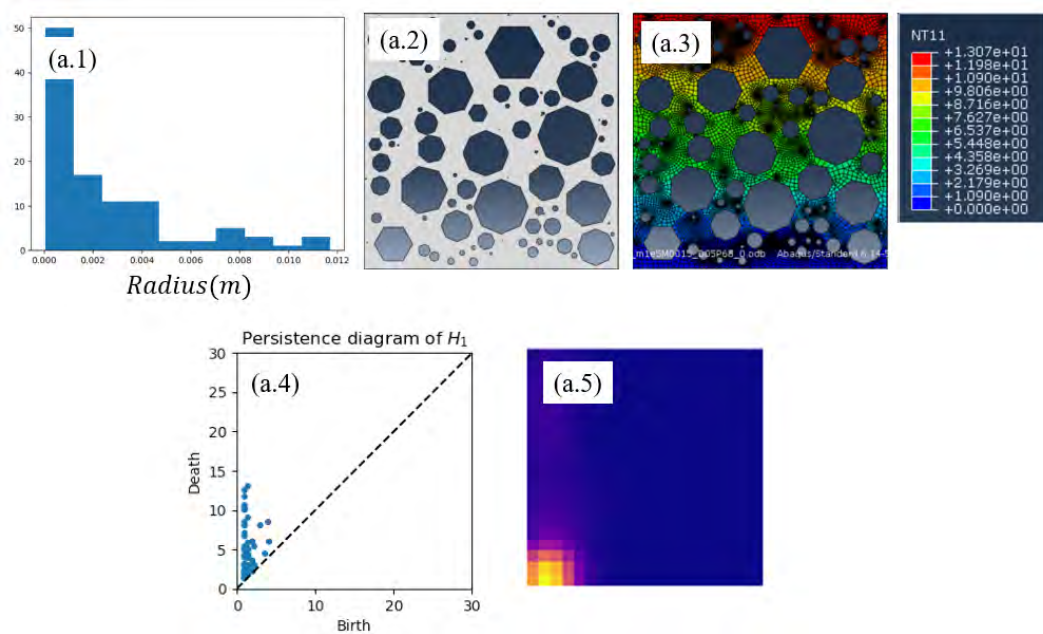 50
40
30
20
10
0
(a.1)
0.000 0.002 0.004 0.006 0.008 0.010 0.012
Radius(m)
(a.2)
(a.3)
Abaqus/Standard 6.14-5
NT11
+1.307e+01
+1.198e+01
+1.090e+01
+9.806e+00
+8.716e+00
+7.627e+00
+6.537e+00
+5.448e+00
+4.358e+00
+3.269e+00
+2.179e+00
+1.090e+00
+0.000e+00
Persistence diagram of H₁
(a.4)
30
25
20
15
10
5
0
Death
0 10 20 30
Birth
(a.5)